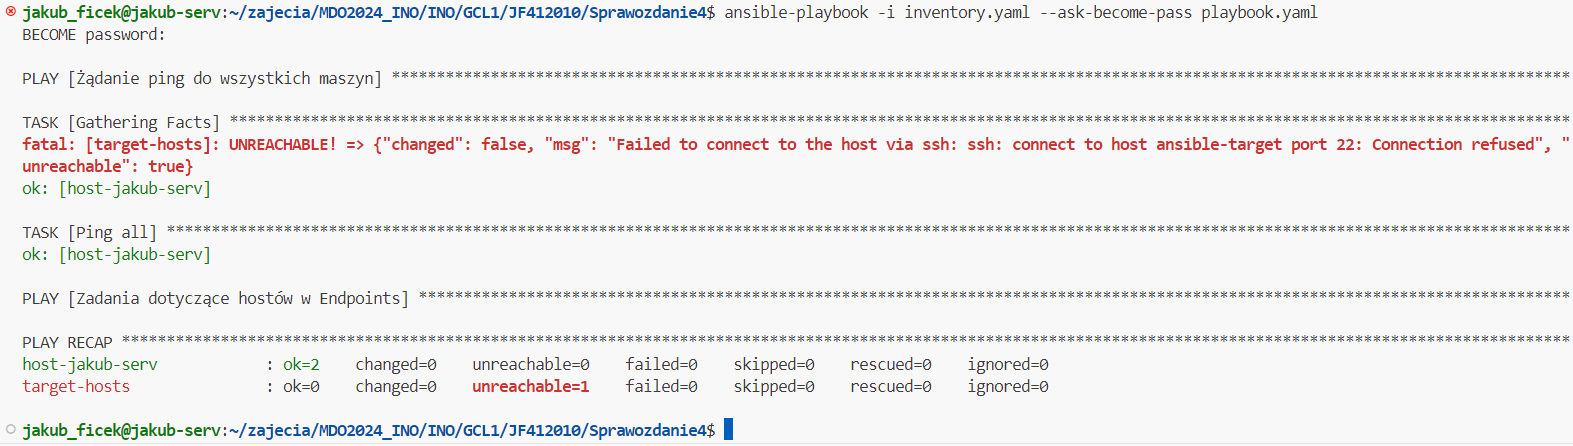 jakub_ficek@jakub-serv:~/zajecia/MDO2024_INO/INO/GCL1/JF412010/Sprawozdanie4$ ansible-playbook -i inventory.yaml --ask-become-pass playbook.yaml
BECOME password:
PLAY [Żądanie ping do wszystkich maszyn] ***********************************************************************************************************************************
TASK [Gathering Facts] *****************************************************************************************************************************************************
fatal: [target-hosts]: UNREACHABLE! => {"changed": false, "msg": "Failed to connect to the host via ssh: ssh: connect to host ansible-target port 22: Connection refused", "
unreachable": true}
ok: [host-jakub-serv]
TASK [Ping all] ************************************************************************************************************************************************************
ok: [host-jakub-serv]
PLAY [Zadania dotyczące hostów w Endpoints] ********************************************************************************************************************************
PLAY RECAP *****************************************************************************************************************************************************************
host-jakub-serv            : ok=2    changed=0    unreachable=0    failed=0    skipped=0    rescued=0    ignored=0
target-hosts               : ok=0    changed=0    unreachable=1    failed=0    skipped=0    rescued=0    ignored=0
jakub_ficek@jakub-serv:~/zajecia/MDO2024_INO/INO/GCL1/JF412010/Sprawozdanie4$